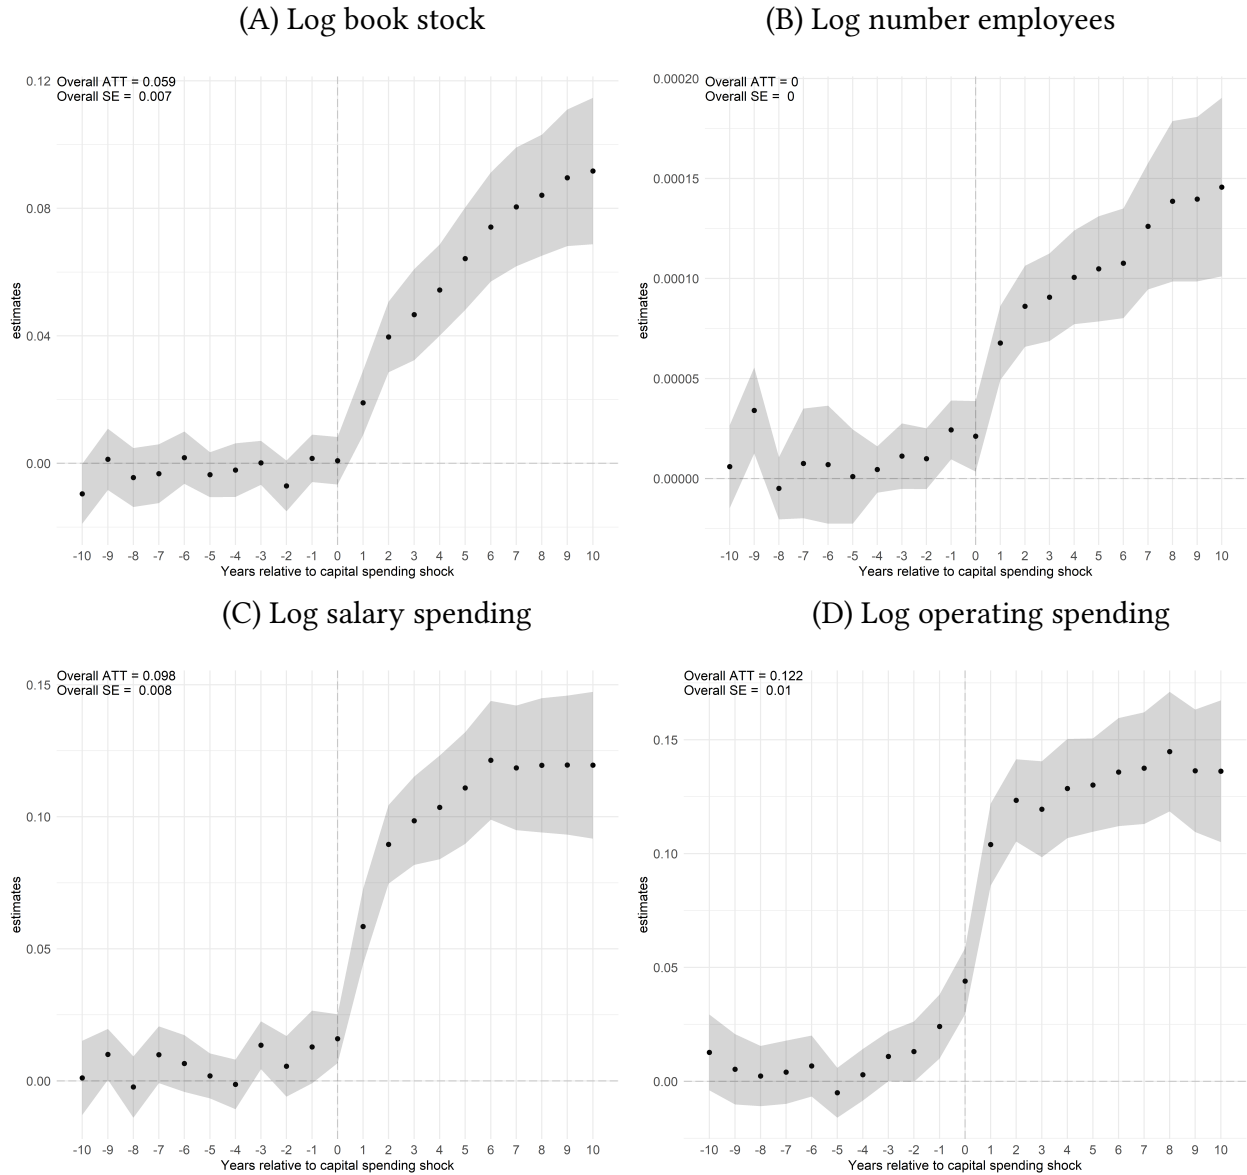 (A) Log book stock
Overall ATT = 0.059
Overall SE = 0.007
0.12
0.08
0.04
0.00
estimates
-10 -9 -8 -7 -6 -5 -4 -3 -2 -1 0 1 2 3 4 5 6 7 8 9 10
Years relative to capital spending shock
(B) Log number employees
Overall ATT = 0
Overall SE = 0
0.00020
0.00015
0.00010
0.00005
0.00000
estimates
-10 -9 -8 -7 -6 -5 -4 -3 -2 -1 0 1 2 3 4 5 6 7 8 9 10
Years relative to capital spending shock
(C) Log salary spending
Overall ATT = 0.098
Overall SE = 0.008
0.15
0.10
0.05
0.00
estimates
-10 -9 -8 -7 -6 -5 -4 -3 -2 -1 0 1 2 3 4 5 6 7 8 9 10
Years relative to capital spending shock
(D) Log operating spending
Overall ATT = 0.122
Overall SE = 0.01
0.15
0.10
0.05
0.00
estimates
-10 -9 -8 -7 -6 -5 -4 -3 -2 -1 0 1 2 3 4 5 6 7 8 9 10
Years relative to capital spending shock